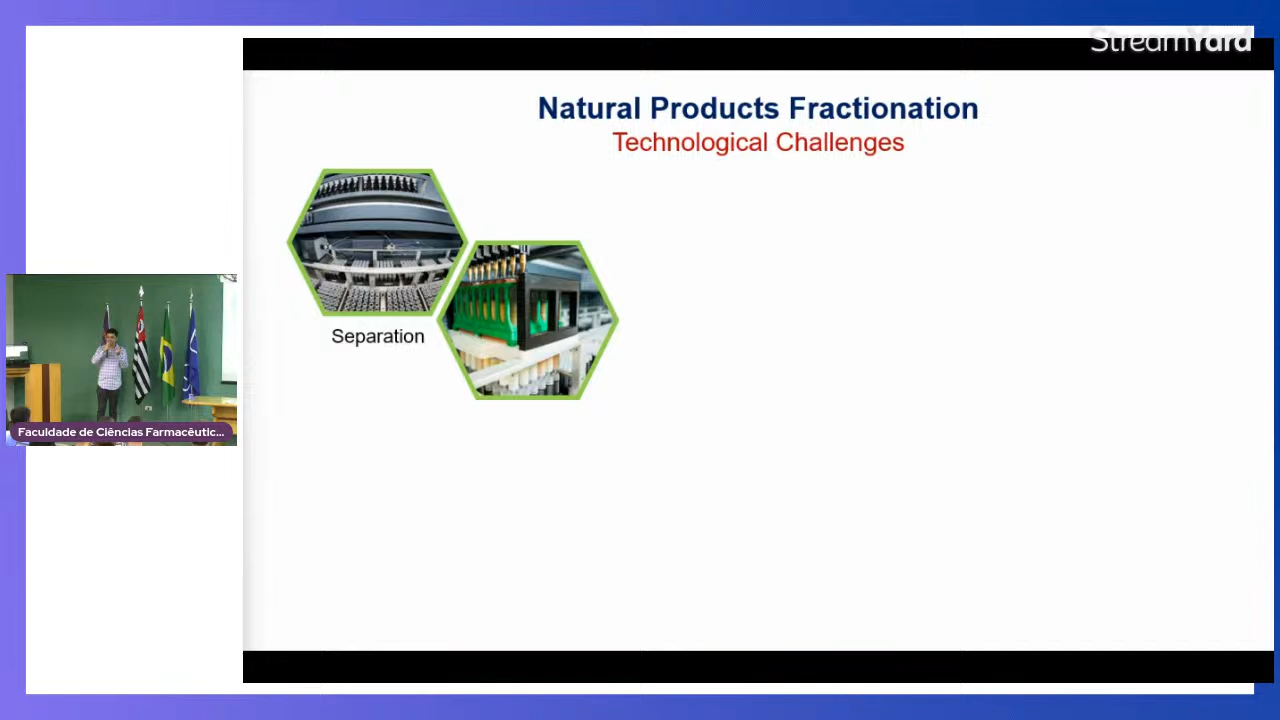 StreamYard
Natural Products Fractionation
Technological Challenges
Separation
Faculdade de Ciências Farmacêutic...